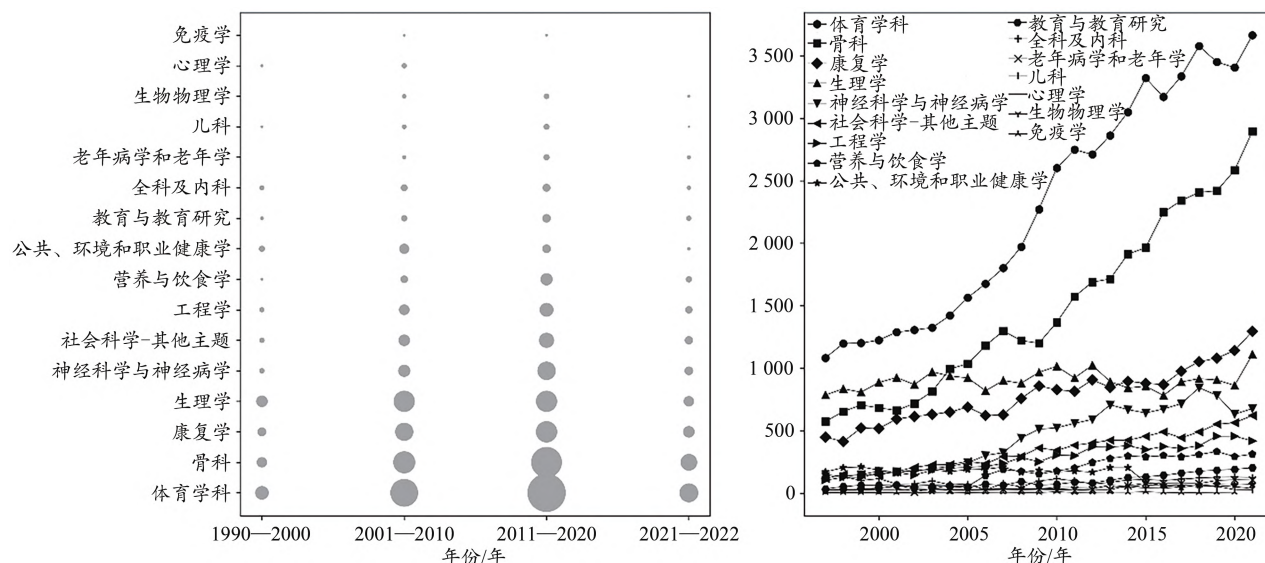 免疫学
心理学
生物物理学
儿科
老年病学和老年学
全科及内科
教育与教育研究
公共、环境和职业健康学
营养与饮食学
工程学
社会科学-其他主题
神经科学与神经病学
生理学
康复学
骨科
体育学科
1990—2000
2001—2010
2011—2020
2021—2022
年份/年
3 500
3 000
2 500
2 000
1 500
1 000
500
0
体育学科
骨科
康复学
生理学
神经科学与神经病学
社会科学-其他主题
工程学
营养与饮食学
公共、环境和职业健康学
教育与教育研究
全科及内科
老年病学和老年学
儿科
心理学
生物物理学
免疫学
2000
2005
2010
2015
2020
年份/年